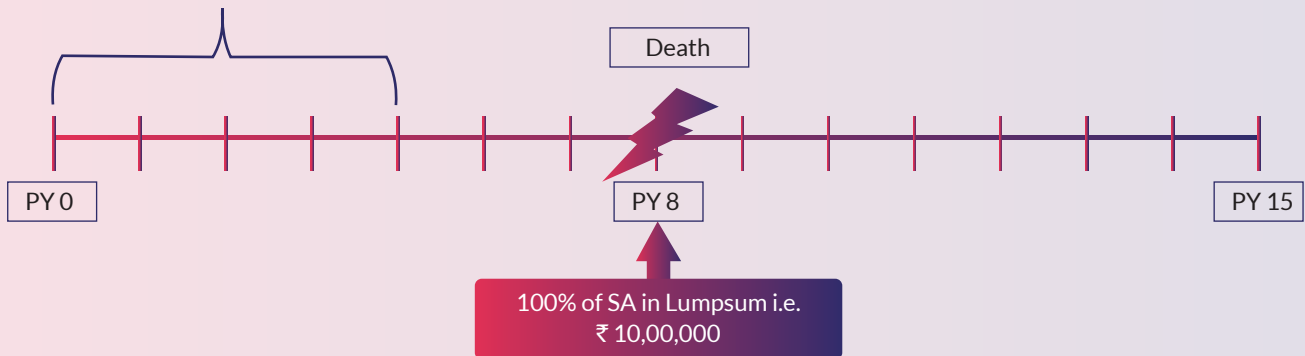 Death
PY 0
PY 8
PY 15
100% of SA in Lumpsum i.e.
₹ 10,00,000